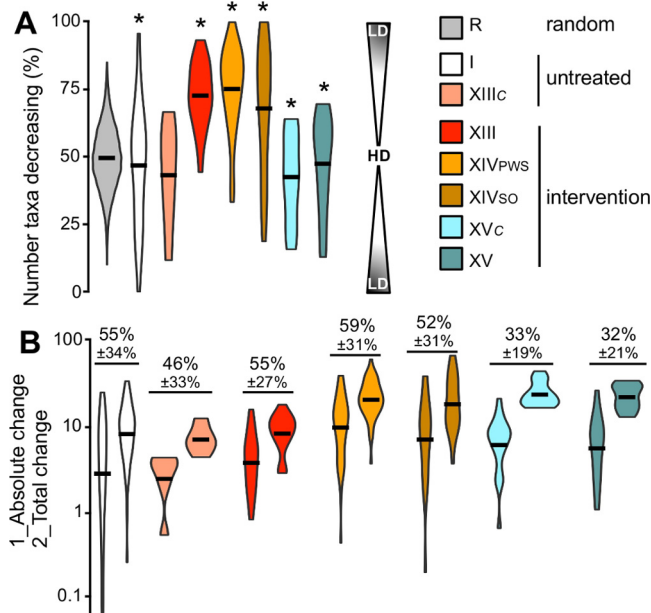 A
Number taxa decreasing (%)
100
75
50
25
0
* * * * * * *
LD
HD
LD
R random
I
XIIIC
untreated
XIII
XIVPWS
XIVSO
XVC
XV
intervention
B
1_Absolute change
2_Total change
100
10
1
0.1
55%
±34%
46%
±33%
55%
±27%
59%
±31%
52%
±31%
33%
±19%
32%
±21%